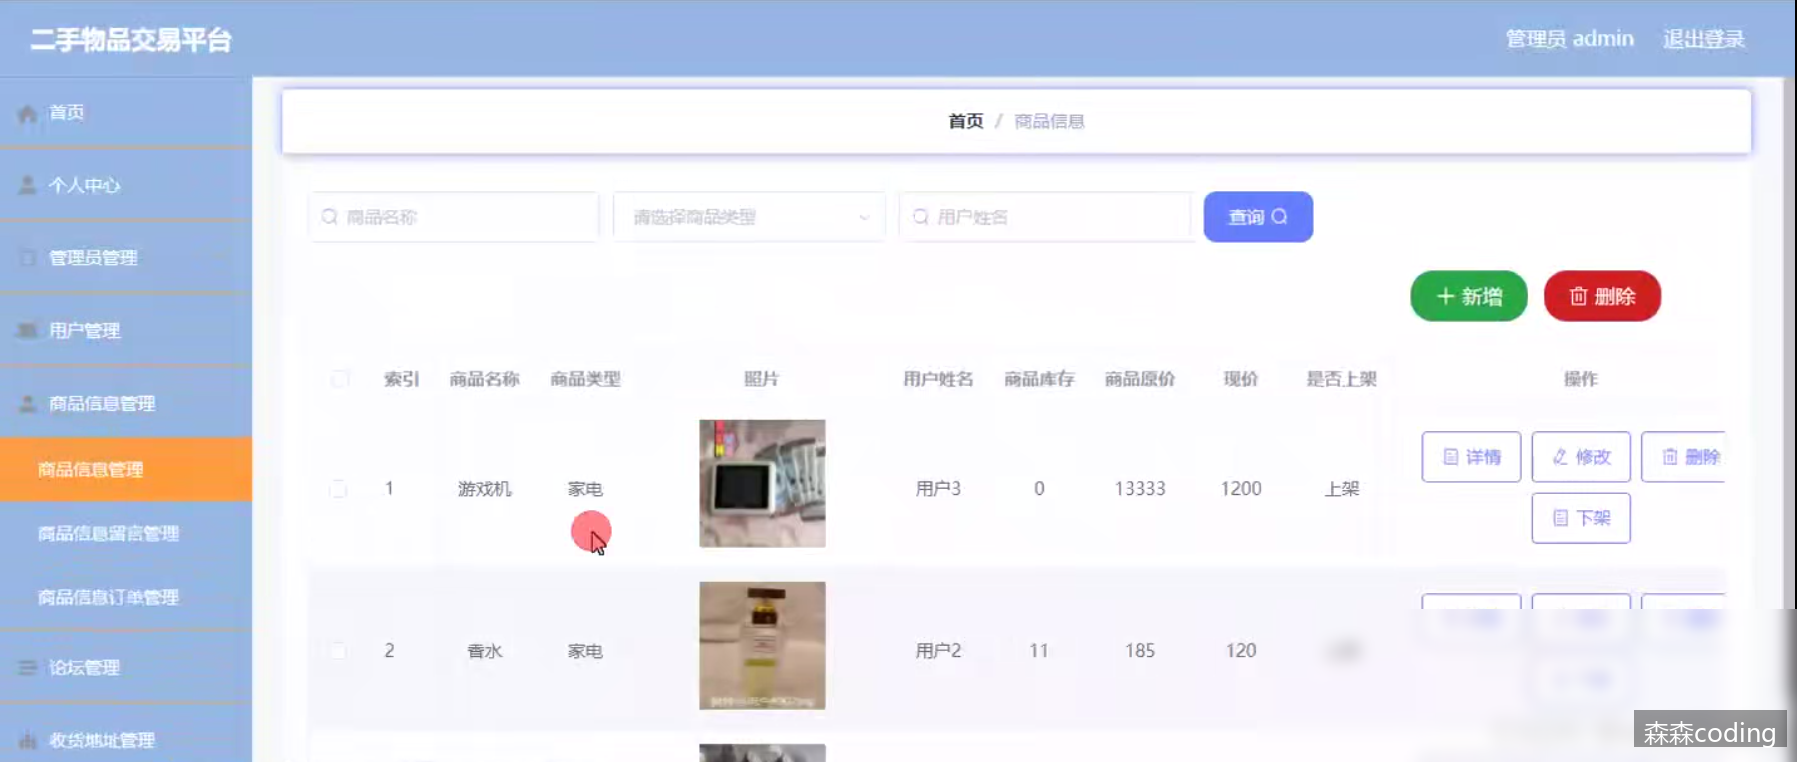 二手物品交易平台
管理员 admin 退出登录
首页
个人中心
管理员管理
用户管理
商品信息管理
商品信息管理
商品信息留言管理
商品信息订单管理
论坛管理
收货地址管理
首页 / 商品信息
商品名称 请选择商品类型 用户姓名 查询
新增 删除
索引 商品名称 商品类型 照片 用户姓名 商品库存 商品原价 现价 是否上架 操作
1 游戏机 家电 用户3 0 13333 1200 上架 详情 修改 删除
下架
2 香水 家电 用户2 11 185 120
森森coding